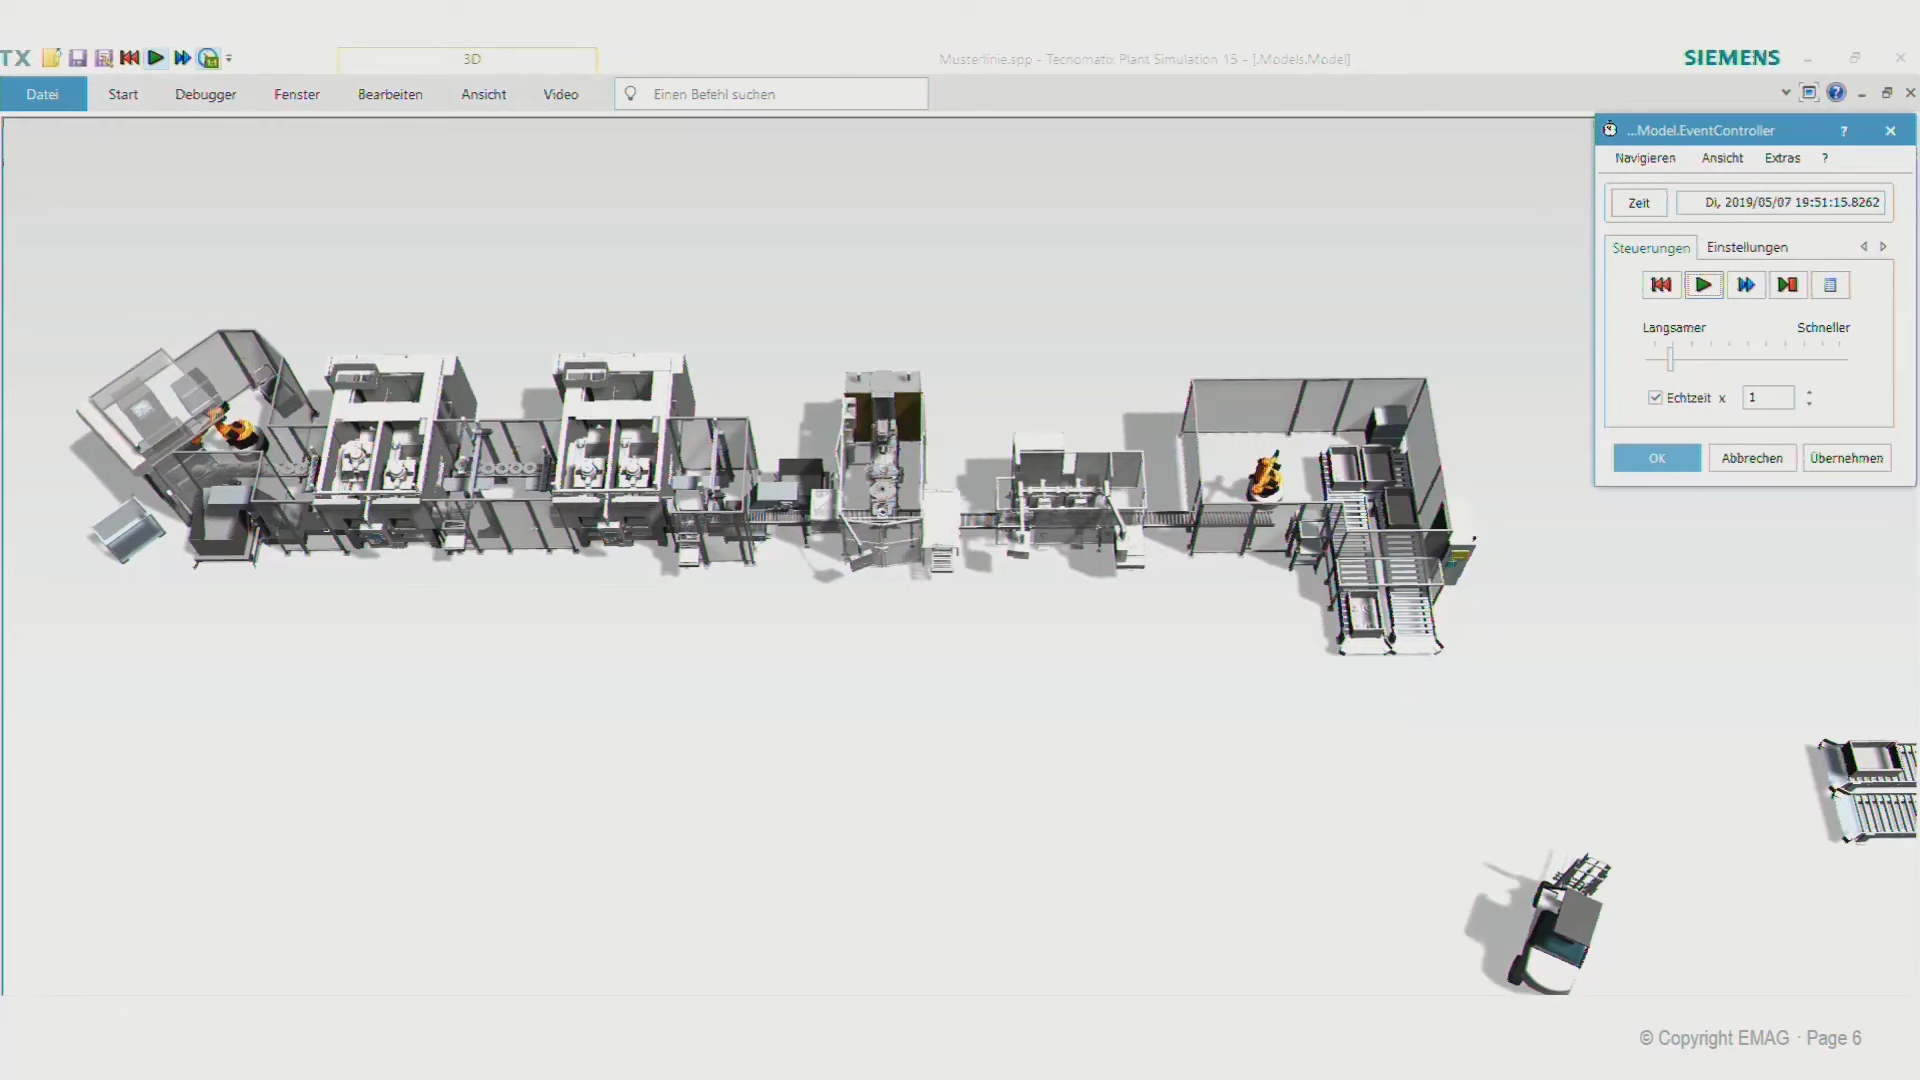 TX
3D
Musterlinie.spp - Tecnomatix Plant Simulation 15 - [.Models.Model]
SIEMENS
Datei Start Debugger Fenster Bearbeiten Ansicht Video Einen Befehl suchen
...Model.EventController ?
Navigieren Ansicht Extras ?
Zeit Di, 2019/05/07 19:51:15.8262
Steuerungen Einstellungen
Langsamer Schneller
Echtzeit x 1
OK Abbrechen Übernehmen
© Copyright EMAG · Page 6